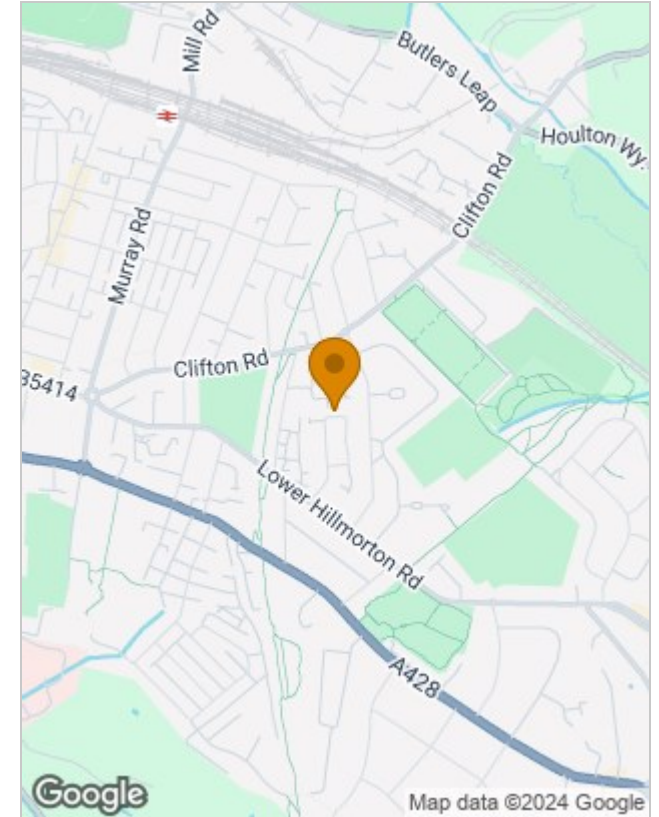 Mill Rd
Butlers Leap
Houlton Wy.
Clifton Rd
Murray Rd
Clifton Rd
B5414
Lower Hillmorton Rd
A428
Google
Map data ©2024 Google